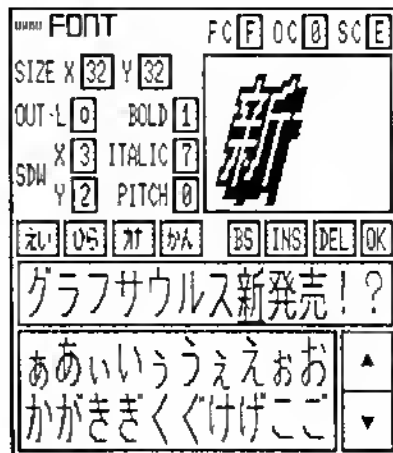 FONT FC F OC 0 SC E
SIZE X 32 Y 32
OUT-L 0 BOLD 1
SDW X 3 ITALIC 7
Y 2 PITCH 0
新
えい ひら カナ かん BS INS DEL OK
グラフサウルス新発売!?
ぁあぃいぅうぇえぉお ▲
かがきぎくぐけげこご ▼